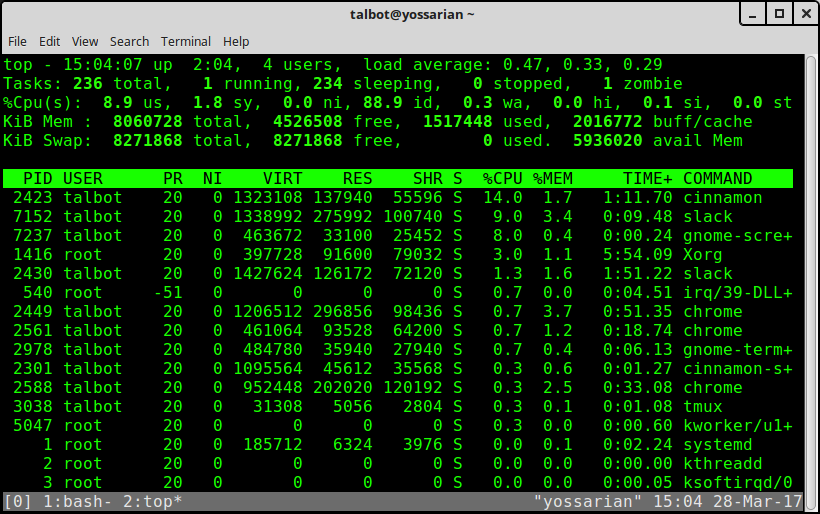 talbot@yossarian ~
File Edit View Search Terminal Help
top - 15:04:07 up  2:04,  4 users,  load average: 0.47, 0.33, 0.29
Tasks: 236 total,   1 running, 234 sleeping,   0 stopped,   1 zombie
%Cpu(s):  8.9 us,  1.8 sy,  0.0 ni, 88.9 id,  0.3 wa,  0.0 hi,  0.1 si,  0.0 st
KiB Mem :  8060728 total,  4526508 free,  1517448 used,  2016772 buff/cache
KiB Swap:  8271868 total,  8271868 free,        0 used.  5936020 avail Mem
  PID USER      PR  NI    VIRT    RES    SHR S  %CPU %MEM     TIME+ COMMAND
 2423 talbot    20   0 1323108 137940  55596 S  14.0  1.7   1:11.70 cinnamon
 7152 talbot    20   0 1338992 275992 100740 S   9.0  3.4   0:09.48 slack
 7237 talbot    20   0  463672  33100  25452 S   8.0  0.4   0:00.24 gnome-scre+
 1416 root      20   0  397728  91600  79032 S   3.0  1.1   5:54.09 Xorg
 2430 talbot    20   0 1427624 126172  72120 S   1.3  1.6   1:51.22 slack
  540 root     -51   0       0      0      0 S   0.7  0.0   0:04.51 irq/39-DLL+
 2449 talbot    20   0 1206512 296856  98436 S   0.7  3.7   0:51.35 chrome
 2561 talbot    20   0  461064  93528  64200 S   0.7  1.2   0:18.74 chrome
 2978 talbot    20   0  484780  35940  27940 S   0.7  0.4   0:06.13 gnome-term+
 2301 talbot    20   0 1095564  45612  35568 S   0.3  0.6   0:01.27 cinnamon-s+
 2588 talbot    20   0  952448 202020 120192 S   0.3  2.5   0:33.08 chrome
 3038 talbot    20   0   31308   5056   2804 S   0.3  0.1   0:01.08 tmux
 5047 root      20   0       0      0      0 S   0.3  0.0   0:00.60 kworker/u1+
    1 root      20   0  185712   6324   3976 S   0.0  0.1   0:02.24 systemd
    2 root      20   0       0      0      0 S   0.0  0.0   0:00.00 kthreadd
    3 root      20   0       0      0      0 S   0.0  0.0   0:00.05 ksoftirqd/0
[0] 1:bash- 2:top* "yossarian" 15:04 28-Mar-17